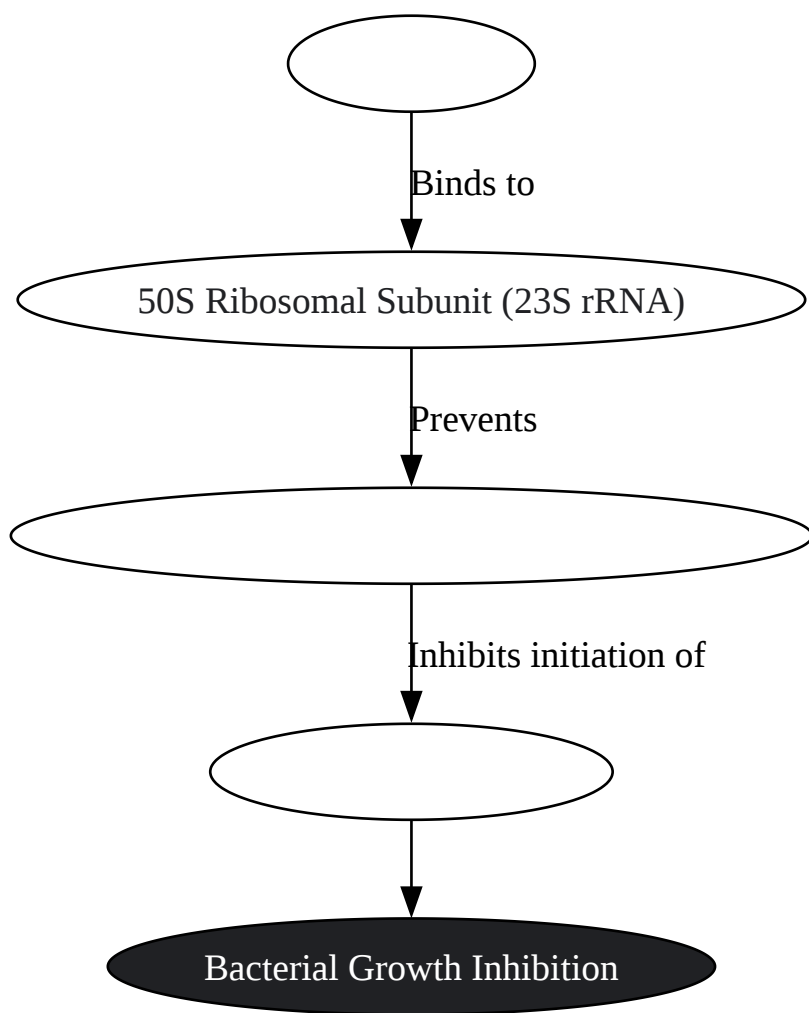 Binds to
50S Ribosomal Subunit (23S rRNA)
Prevents
Inhibits initiation of
Bacterial Growth Inhibition